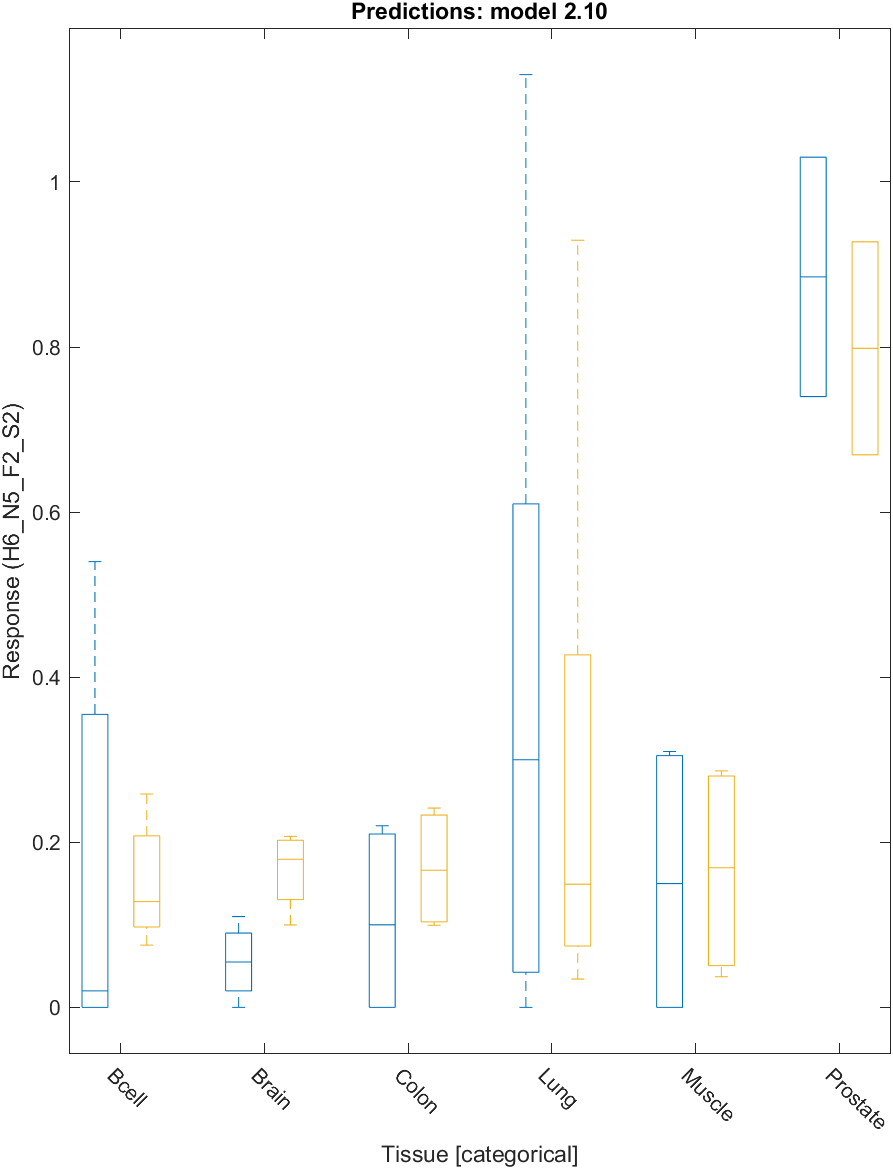 Predictions: model 2.10
1
0.8
0.6
0.4
0.2
0
Response (H6_N5_F2_S2)
Bcell
Brain
Colon
Lung
Muscle
Prostate
Tissue [categorical]